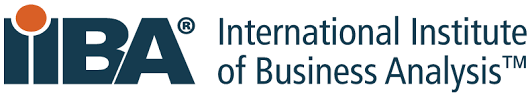 iiBA® International Institute
of Business Analysis™